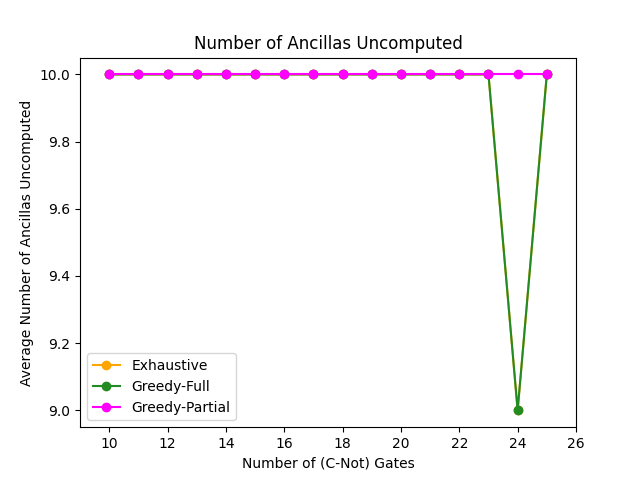 Number of Ancillas Uncomputed
Average Number of Ancillas Uncomputed
10.0
9.8
9.6
9.4
9.2
9.0
Exhaustive
Greedy-Full
Greedy-Partial
10 12 14 16 18 20 22 24 26
Number of (C-Not) Gates